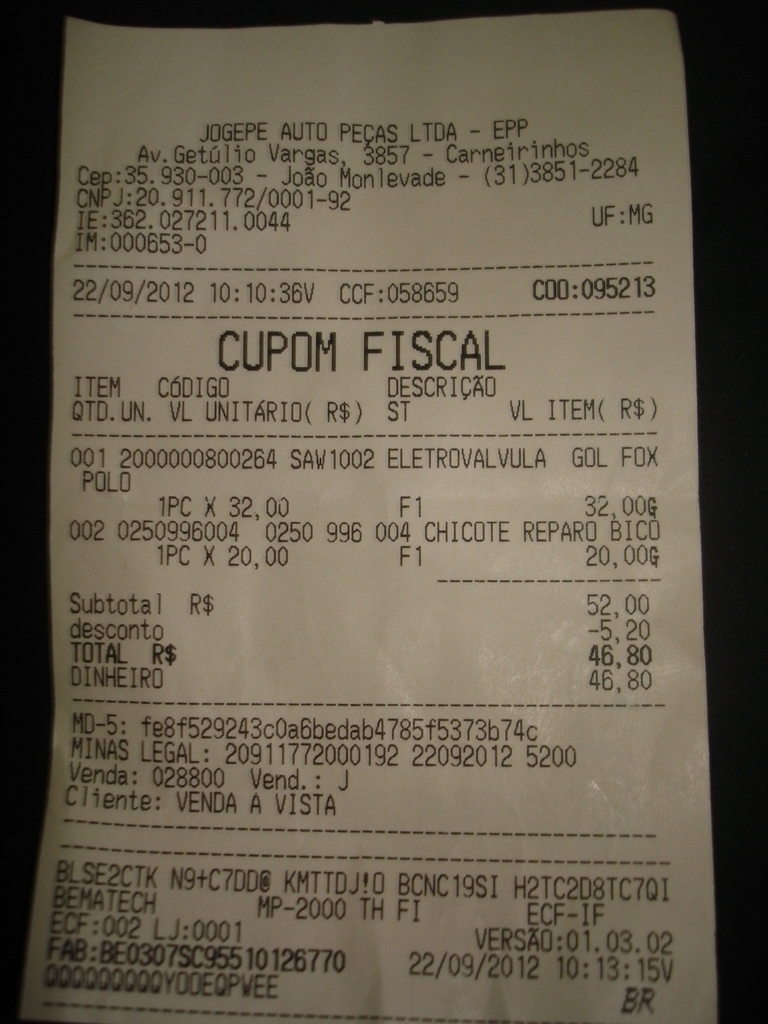 JOGEPE AUTO PEÇAS LTDA - EPP
Av.Getúlio Vargas, 3857 - Carneirinhos
Cep:35.930-003 - João Monlevade - (31)3851-2284
CNPJ:20.911.772/0001-92
IE:362.027211.0044 UF:MG
IM:000653-0
22/09/2012 10:10:36V CCF:058659 COO:095213
CUPOM FISCAL
ITEM CóDIGO DESCRIÇÃO
QTD.UN. VL UNITÁRIO( R$) ST VL ITEM( R$)
001 2000000800264 SAW1002 ELETROVALVULA GOL FOX
POLO
1PC X 32,00 F1 32,00G
002 0250996004 0250 996 004 CHICOTE REPARO BICO
1PC X 20,00 F1 20,00G
Subtotal R$ 52,00
desconto -5,20
TOTAL R$ 46,80
DINHEIRO 46,80
MD-5: fe8f529243c0a6bedab4785f5373b74c
MINAS LEGAL: 20911772000192 22092012 5200
Venda: 028800 Vend.: J
Cliente: VENDA A VISTA
BLSE2CTK N9+C7DD@ KMTTDJ!O BCNC19SI H2TC2D8TC7QI
BEMATECH MP-2000 TH FI ECF-IF
ECF:002 LJ:0001 VERSÃO:01.03.02
FAB:BE0307SC95510126770 22/09/2012 10:13:15V
QQQQQQQQQYODEQPWEE BR